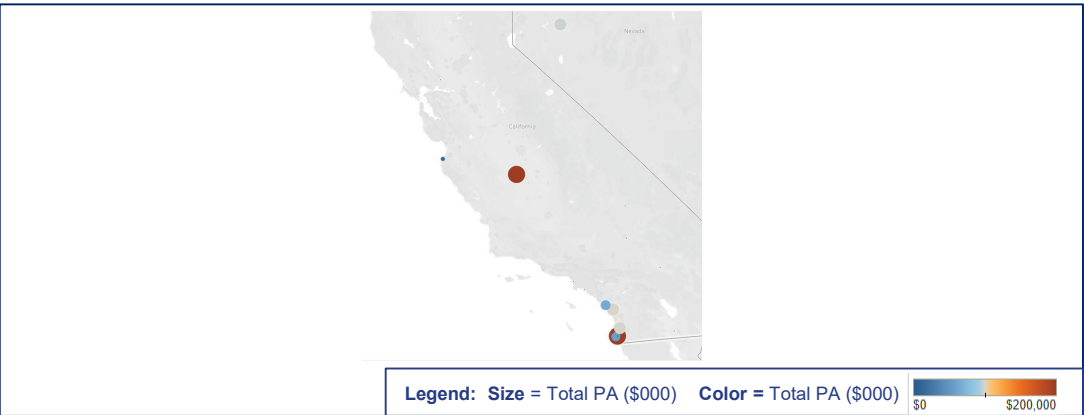 Nevada
California
Legend: Size = Total PA ($000) Color = Total PA ($000)
$0 $200,000